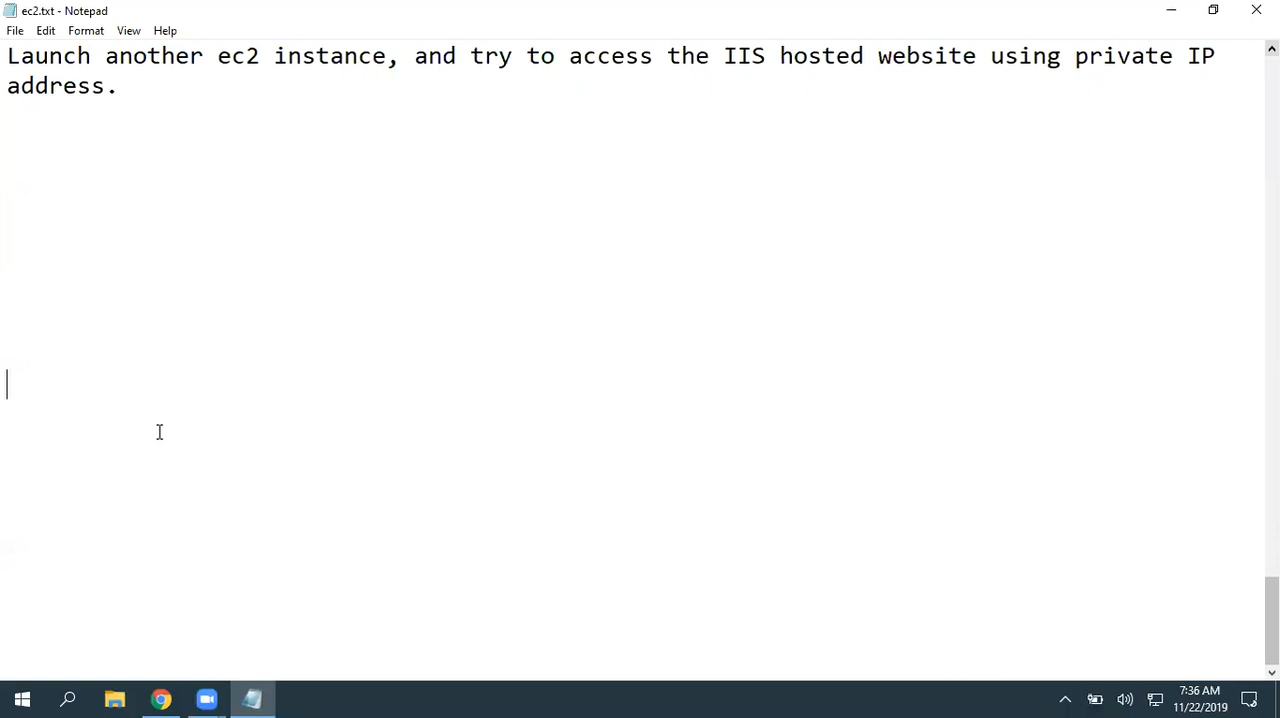 ec2.txt - Notepad
File Edit Format View Help
Launch another ec2 instance, and try to access the IIS hosted website using private IP
address.
7:36 AM
11/22/2019